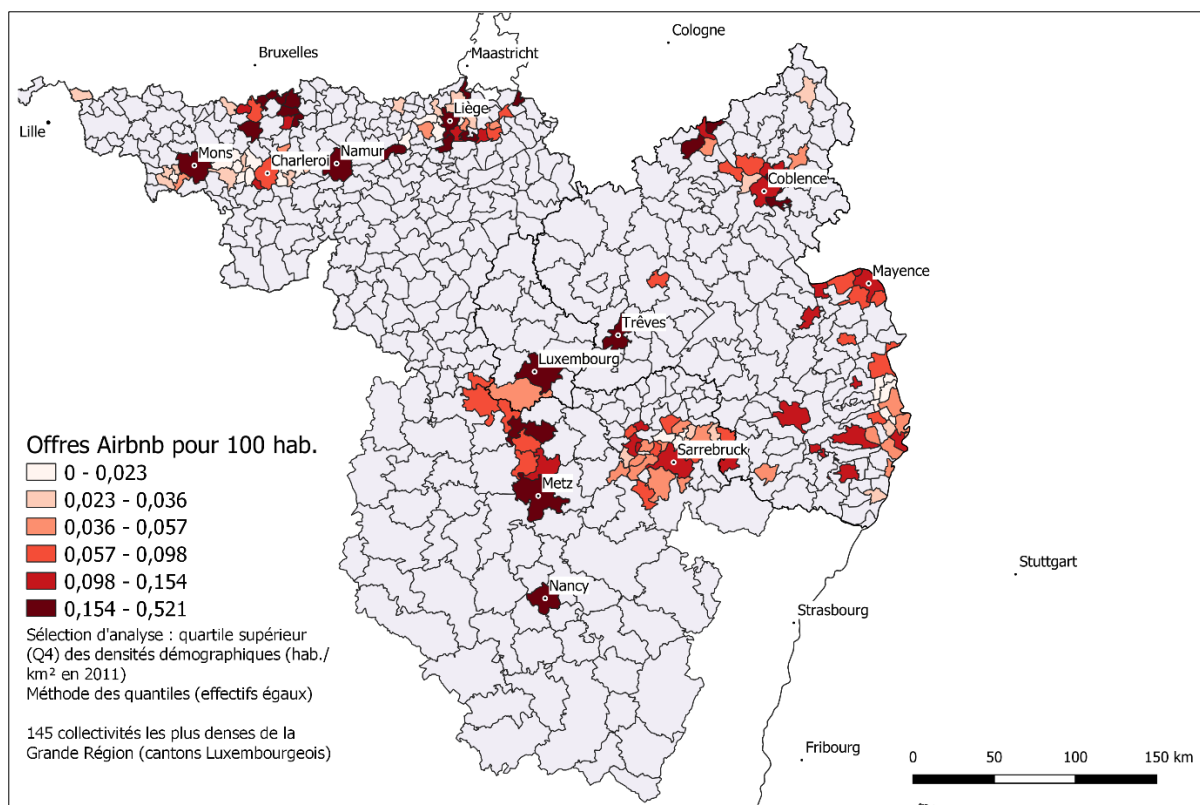 Cologne
Bruxelles
Maastricht
Lille
Liège
Mons
Charleroi
Namur
Coblence
Mayence
Trêves
Luxembourg
Sarrebruck
Metz
Nancy
Stuttgart
Strasbourg
Fribourg
Offres Airbnb pour 100 hab.
0 - 0,023
0,023 - 0,036
0,036 - 0,057
0,057 - 0,098
0,098 - 0,154
0,154 - 0,521
Sélection d'analyse : quartile supérieur
(Q4) des densités démographiques (hab./
km² en 2011)
Méthode des quantiles (effectifs égaux)
145 collectivités les plus denses de la
Grande Région (cantons Luxembourgeois)
0 50 100 150 km